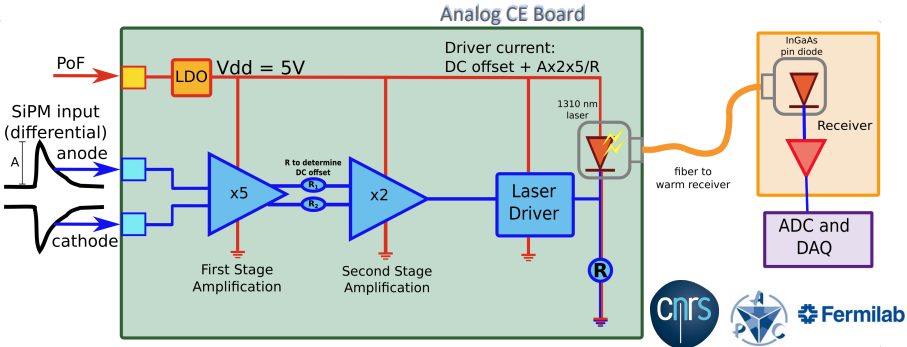 Analog CE Board
PoF
LDO
Vdd = 5V
Driver current:
DC offset + Ax2x5/R
SiPM input
(differential)
anode
A
cathode
x5
R to determine
DC offset
R1
R2
x2
First Stage
Amplification
Second Stage
Amplification
Laser
Driver
1310 nm
laser
R
fiber to
warm receiver
InGaAs
pin diode
Receiver
ADC and
DAQ
cnrs
A
P
C
Fermilab